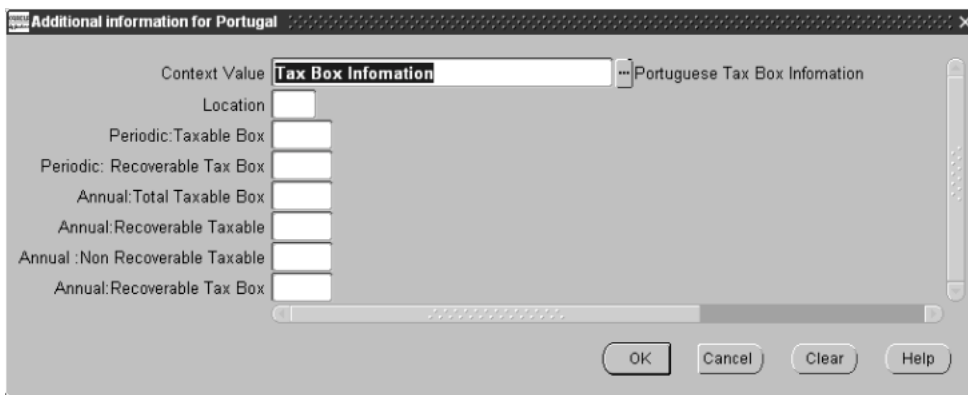 Additional information for Portugal
Context Value Tax Box Infomation ... Portuguese Tax Box Infomation
Location
Periodic:Taxable Box
Periodic: Recoverable Tax Box
Annual:Total Taxable Box
Annual:Recoverable Taxable
Annual :Non Recoverable Taxable
Annual:Recoverable Tax Box
OK Cancel Clear Help